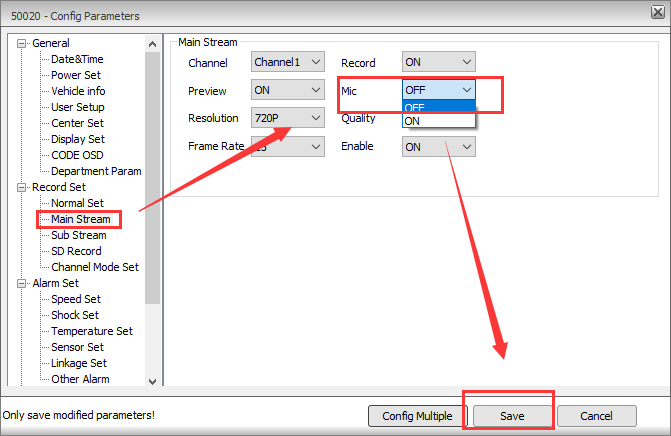 50020 - Config Parameters
General
Date&Time
Power Set
Vehicle info
User Setup
Center Set
Display Set
CODE OSD
Department Param
Record Set
Normal Set
Main Stream
Sub Stream
SD Record
Channel Mode Set
Alarm Set
Speed Set
Shock Set
Temperature Set
Sensor Set
Linkage Set
Other Alarm
Main Stream
Channel Channel1 Record ON
Preview ON Mic OFF
OFF
Resolution 720P Quality ON
Frame Rate Enable ON
Only save modified parameters!
Config Multiple Save Cancel